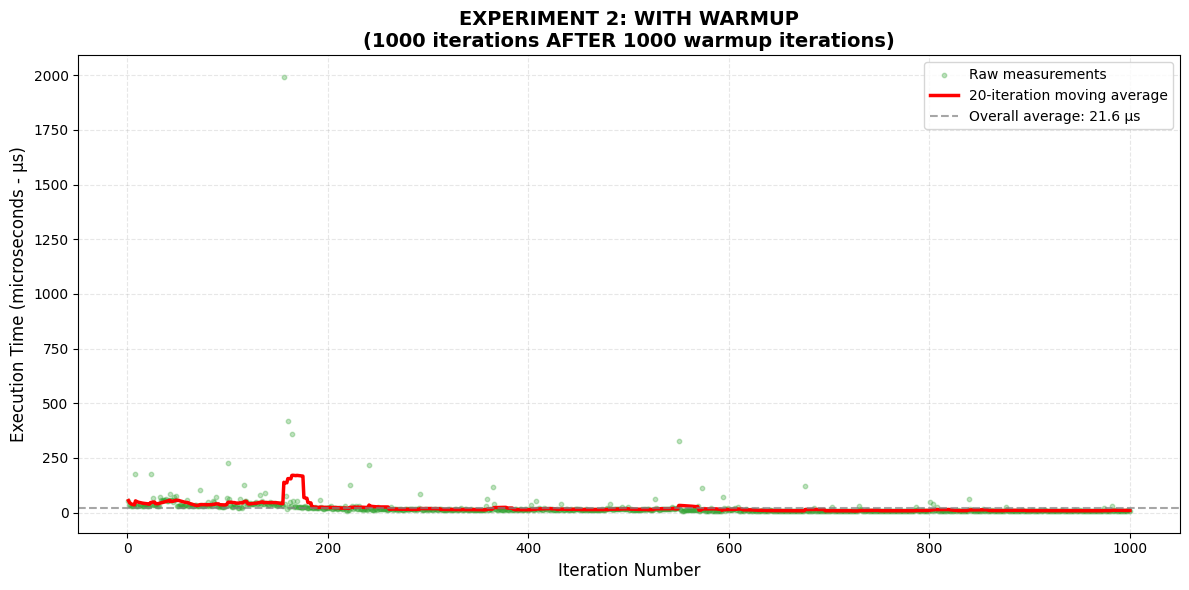 EXPERIMENT 2: WITH WARMUP
(1000 iterations AFTER 1000 warmup iterations)
Raw measurements
20-iteration moving average
Overall average: 21.6 µs
Execution Time (microseconds - µs)
2000
1750
1500
1250
1000
750
500
250
0
0 200 400 600 800 1000
Iteration Number